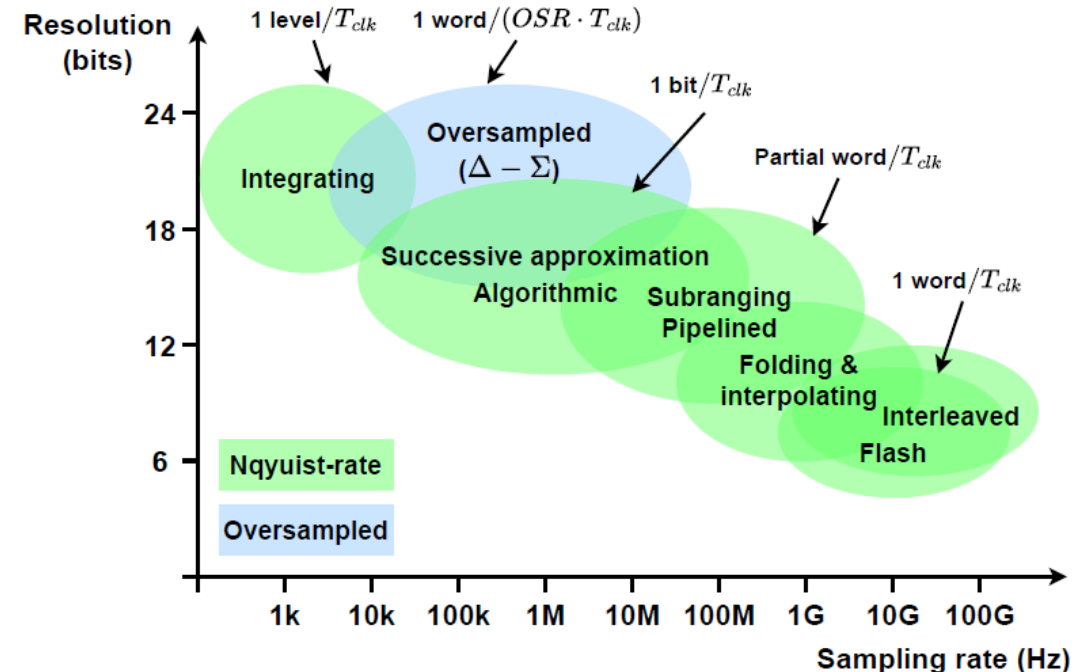 Resolution
(bits)
1 level/T_clk
1 word/(OSR · T_clk)
1 bit/T_clk
Partial word/T_clk
1 word/T_clk
24
18
12
6
Integrating
Oversampled
(Δ − Σ)
Successive approximation
Algorithmic
Subranging
Pipelined
Folding &
interpolating
Interleaved
Flash
Nqyuist-rate
Oversampled
1k 10k 100k 1M 10M 100M 1G 10G 100G
Sampling rate (Hz)